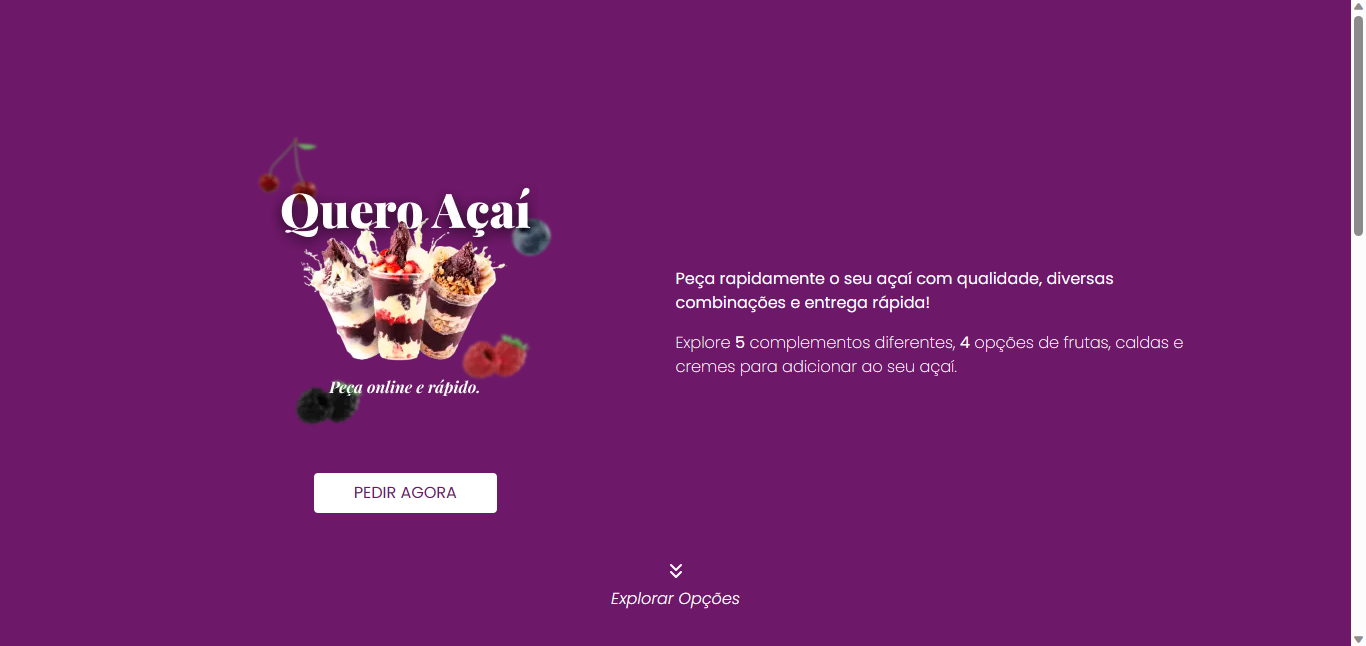 Quero Açaí
Peça online e rápido.
PEDIR AGORA
Peça rapidamente o seu açaí com qualidade, diversas
combinações e entrega rápida!
Explore 5 complementos diferentes, 4 opções de frutas, caldas e
cremes para adicionar ao seu açaí.
Explorar Opções